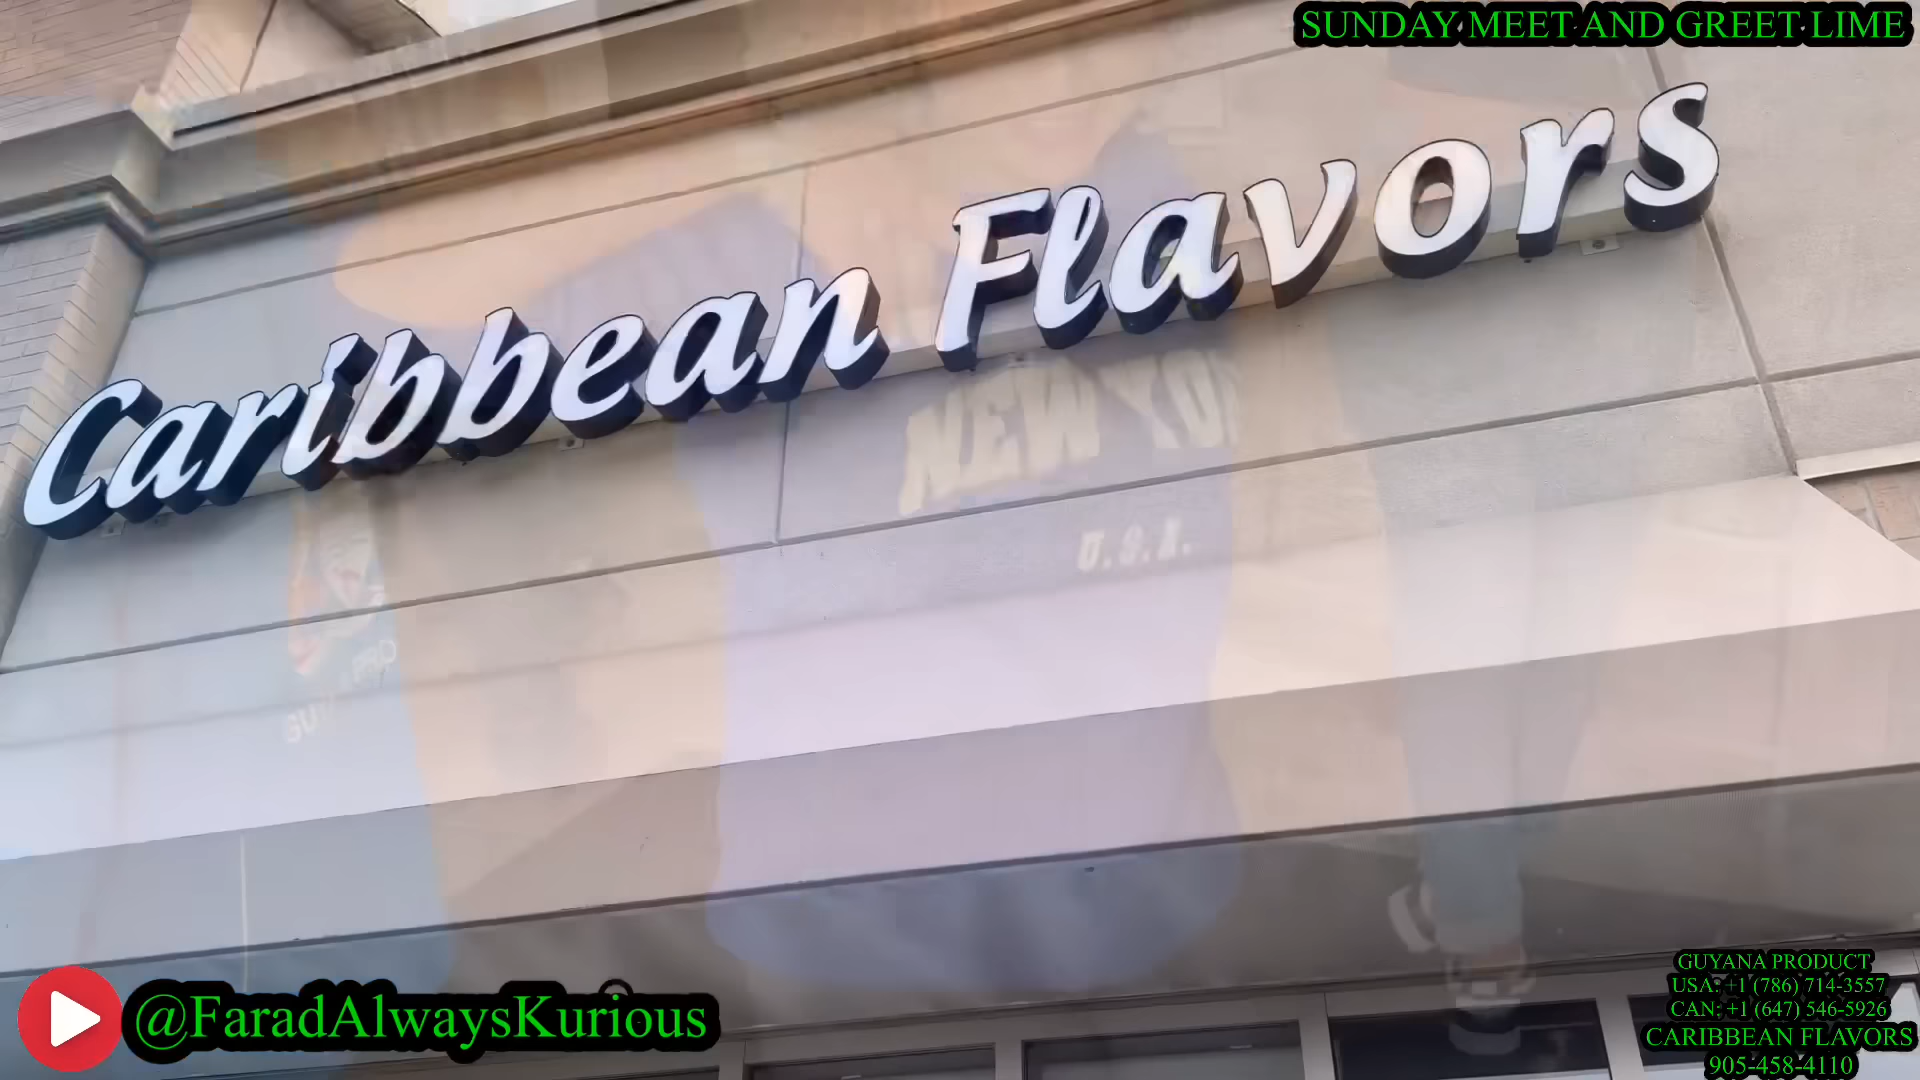 SUNDAY MEET AND GREET LIME
Caribbean Flavors
NEW YO
U.S.A.
@FaradAlwaysKurious
GUYANA PRODUCT
USA: +1 (786) 714-3557
CAN: +1 (647) 546-5926
CARIBBEAN FLAVORS
905-458-4110